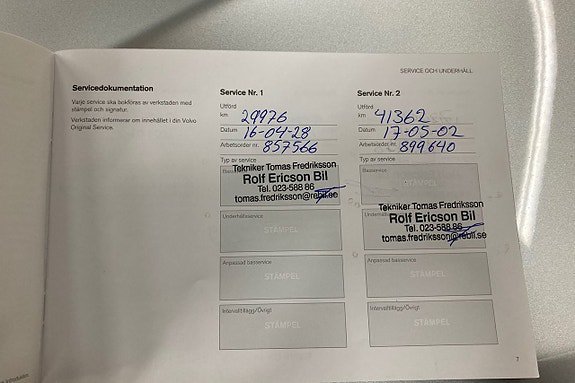 SERVICE OCH UNDERHÅLL
Servicedokumentation
Varje service ska bokföras av verkstaden med
stämpel och signatur.
Verkstaden informerar om innehållet i din Volvo
Original Service.
Service Nr. 1
Utförd
km 29976
Datum 16-04-28
Arbetsorder nr. 857566
Typ av service
Tekniker Tomas Fredriksson
Rolf Ericson Bil
Tel. 023-588 86
tomas.fredriksson@rebil.se
Underhållsservice
STÄMPEL
Anpassad basservice
STÄMPEL
Intervalltillägg/Övrigt
STÄMPEL
Service Nr. 2
Utförd
km 41362
Datum 17-05-02
Arbetsorder nr. 899640
Typ av service
Basservice
STÄMPEL
Tekniker Tomas Fredriksson
Rolf Ericson Bil
Tel. 023-588 86
tomas.fredriksson@rebil.se
Anpassad basservice
STÄMPEL
Intervalltillägg/Övrigt
STÄMPEL
7